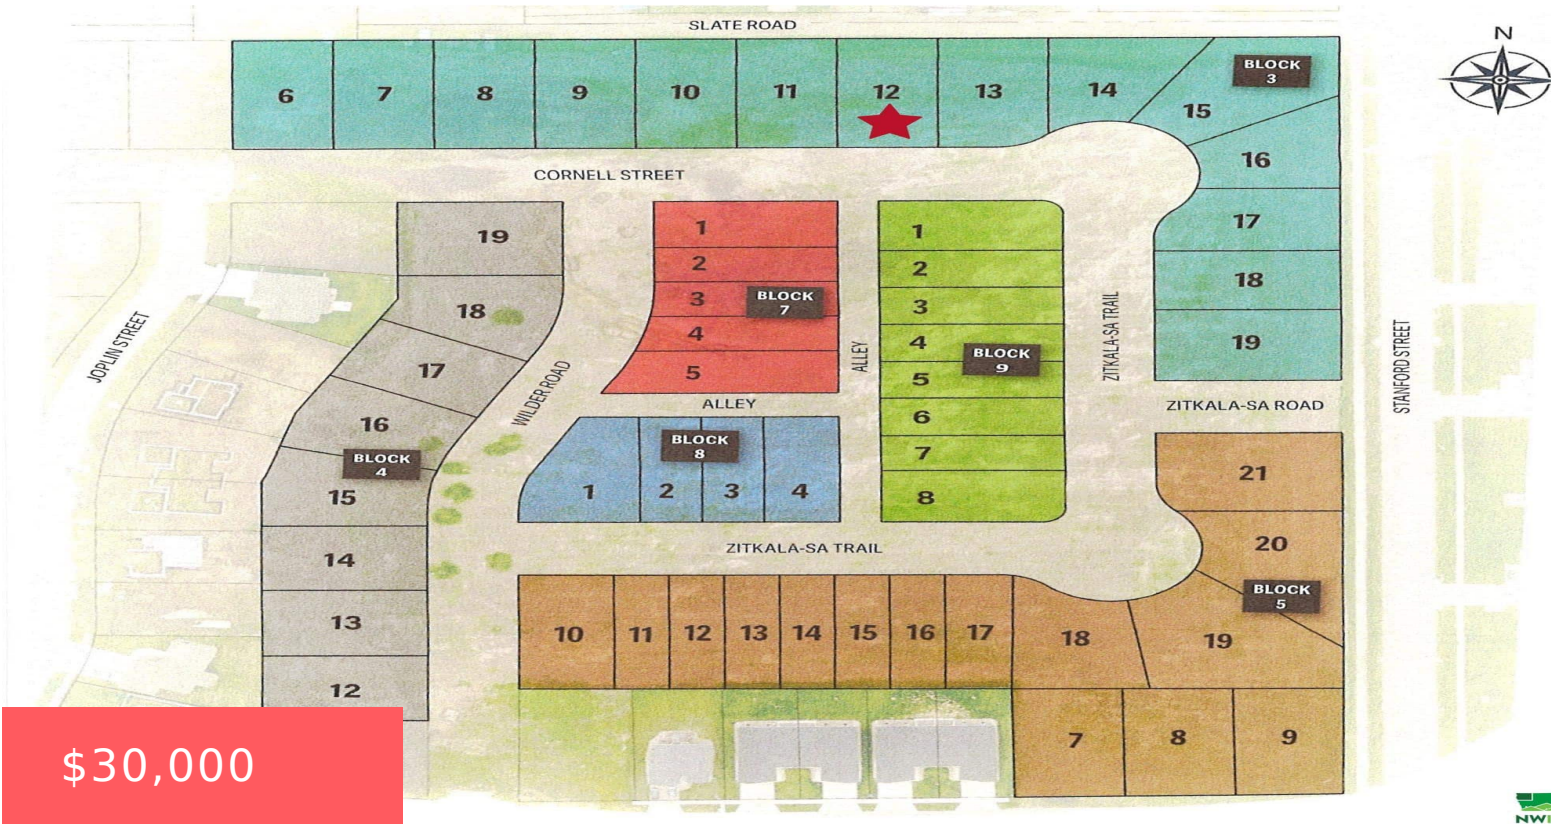 SLATE ROAD
N
BLOCK
3
6 7 8 9 10 11 12 13 14
15
16
CORNELL STREET
17
18
19
19
18
17
16
BLOCK
4
15
14
13
12
JOPLIN STREET
WILDER ROAD
1
2
3
BLOCK
7
4
5
ALLEY
ALLEY
1
2
3
4
BLOCK
9
5
6
7
8
ZITKALA-SA TRAIL
STANFORD STREET
ZITKALA-SA ROAD
BLOCK
8
1 2 3 4
ZITKALA-SA TRAIL
21
20
BLOCK
5
10 11 12 13 14 15 16 17 18 19
7 8 9
$30,000
NWI